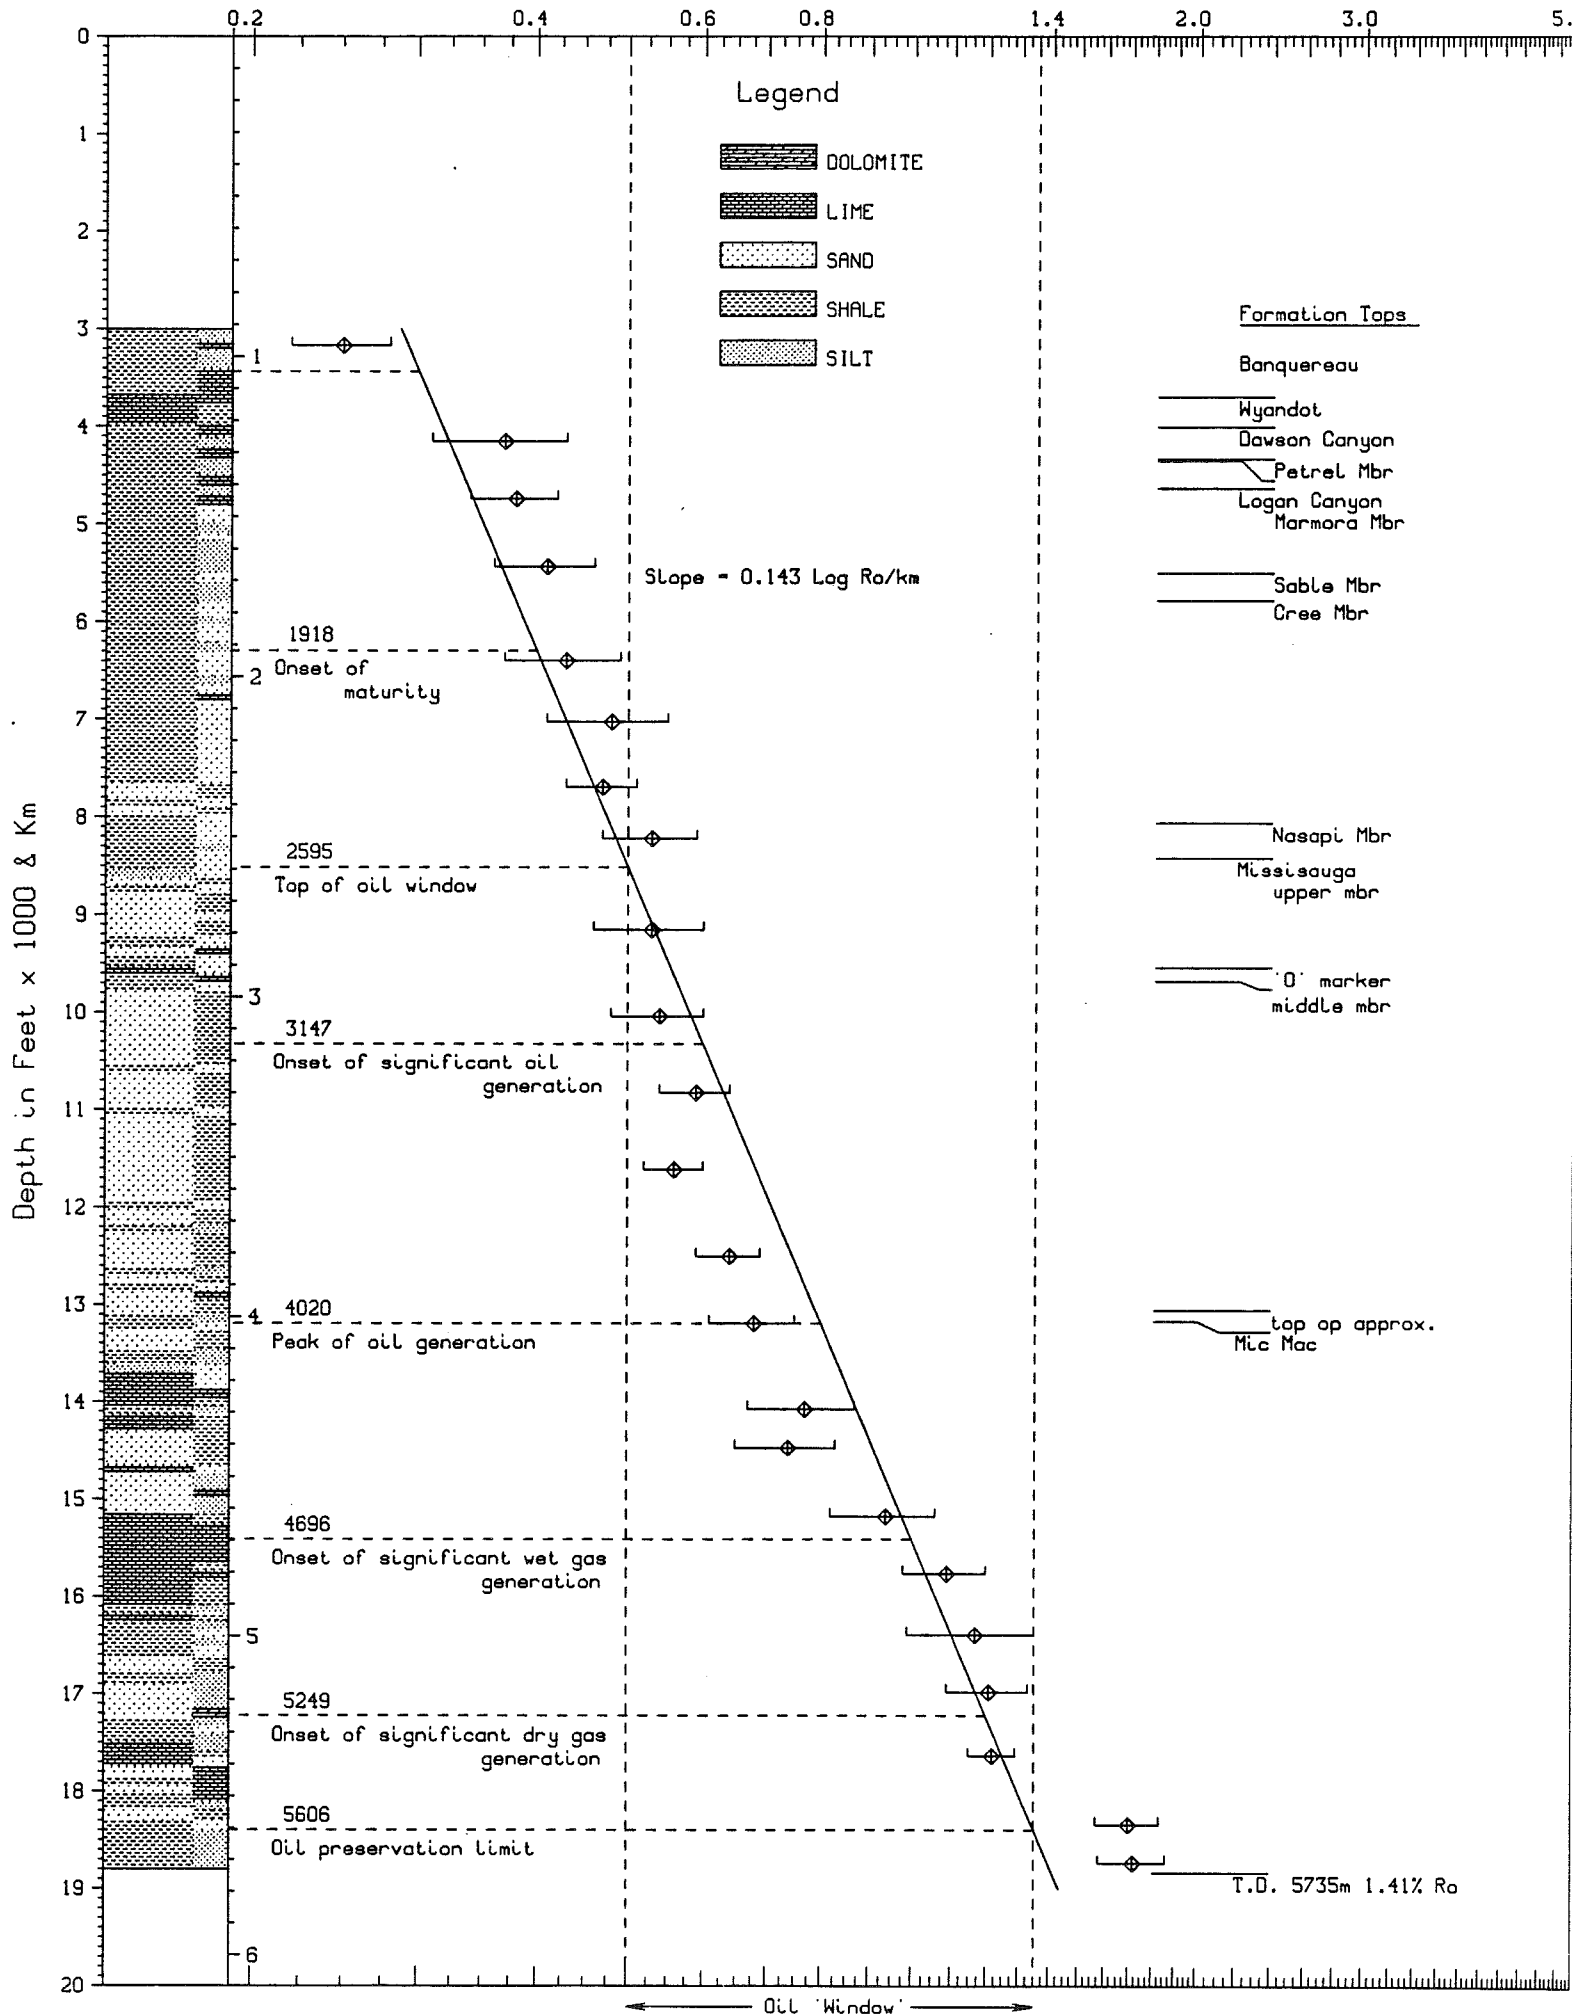 0.2 0.4 0.6 0.8 1.4 2.0 3.0 5.
0
Legend
1
DOLOMITE
LIME
2
SAND
SHALE
3
Formation Tops
SILT
1
Banquereau
Wyandot
4
Dawson Canyon
Petrel Mbr
Logan Canyon
5
Marmora Mbr
Slope = 0.143 Log Ro/km
Sable Mbr
6
Cree Mbr
1918
2
Onset of
maturity
7
8
Nasapi Mbr
2595
Top of oil window
Missisauga
upper mbr
9
Depth in Feet x 1000 & Km
3
'O' marker
10
middle mbr
3147
Onset of significant oil
generation
11
12
13
4
4020
top op approx.
Peak of oil generation
Mic Mac
14
15
4696
Onset of significant wet gas
generation
16
5
17
5249
Onset of significant dry gas
generation
18
5606
Oil preservation limit
19
T.D. 5735m 1.41% Ro
6
20
Oil 'Window'